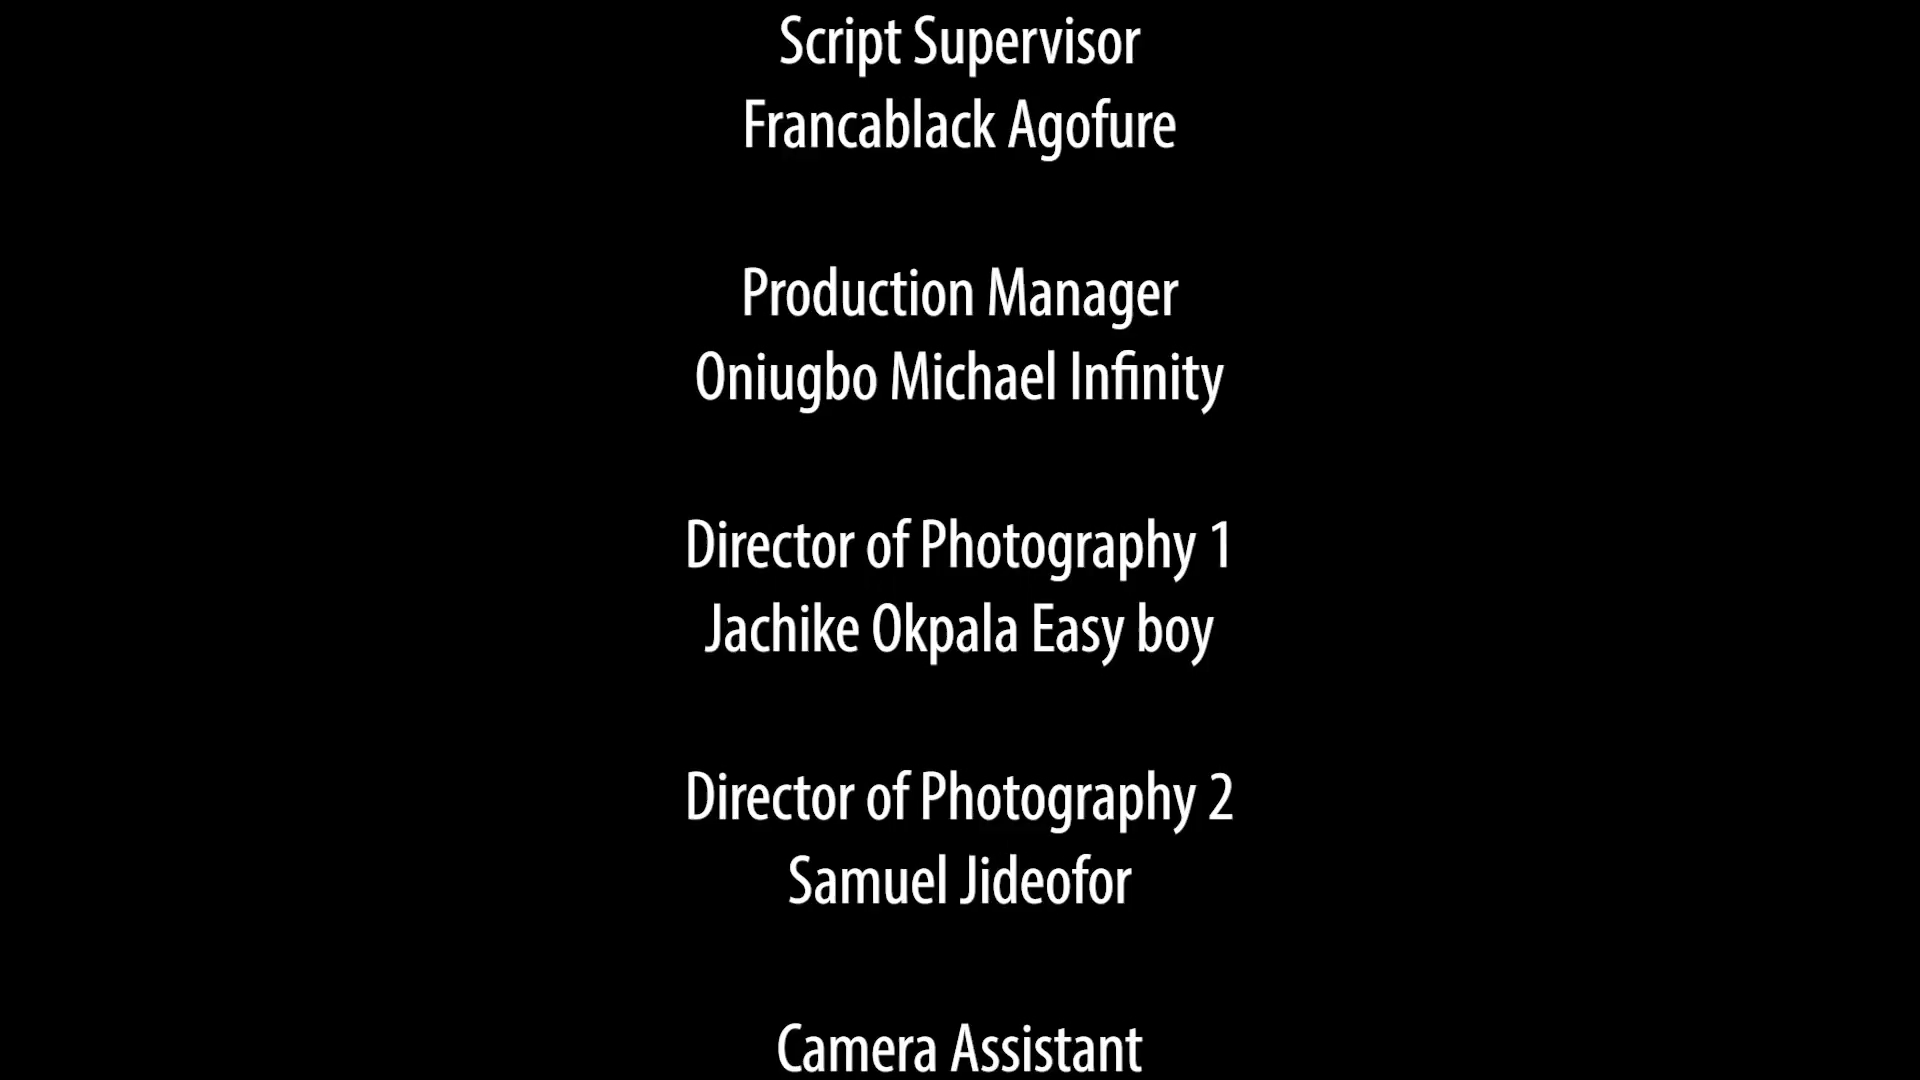 Script Supervisor
Francablack Agofure
Production Manager
Oniugbo Michael Infinity
Director of Photography 1
Jachike Okpala Easy boy
Director of Photography 2
Samuel Jideofor
Camera Assistant